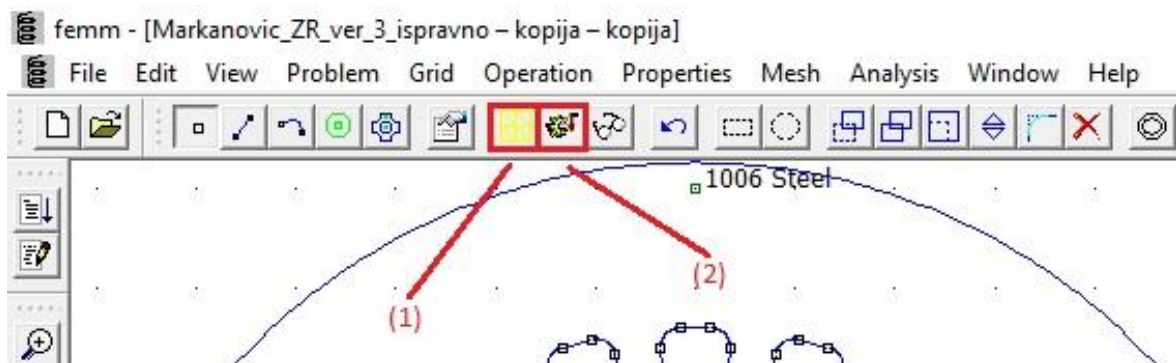 femm - [Markanovic_ZR_ver_3_ispravno – kopija – kopija]
File Edit View Problem Grid Operation Properties Mesh Analysis Window Help
1006 Steel
(2)
(1)